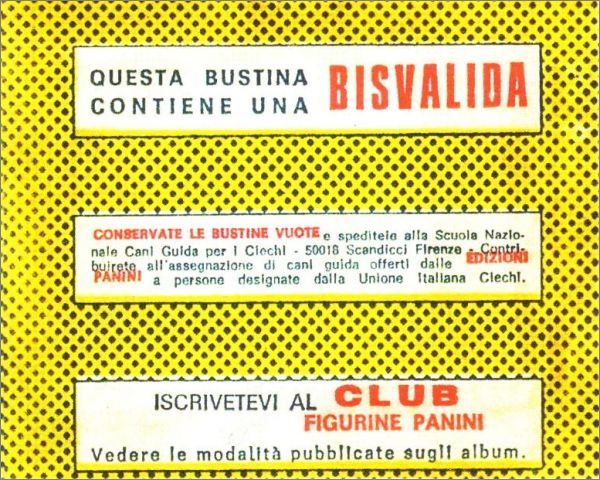 QUESTA BUSTINA
CONTIENE UNA BISVALIDA
CONSERVATE LE BUSTINE VUOTE e speditele alla Scuola Nazio-
nale Cani Guida per i Ciechi - 50018 Scandicci Firenze - Contri-
buirete all'assegnazione di cani guida offerti dalle EDIZIONI
PANINI a persone designate dalla Unione Italiana Ciechi.
ISCRIVETEVI AL CLUB
FIGURINE PANINI
Vedere le modalità pubblicate sugli album.